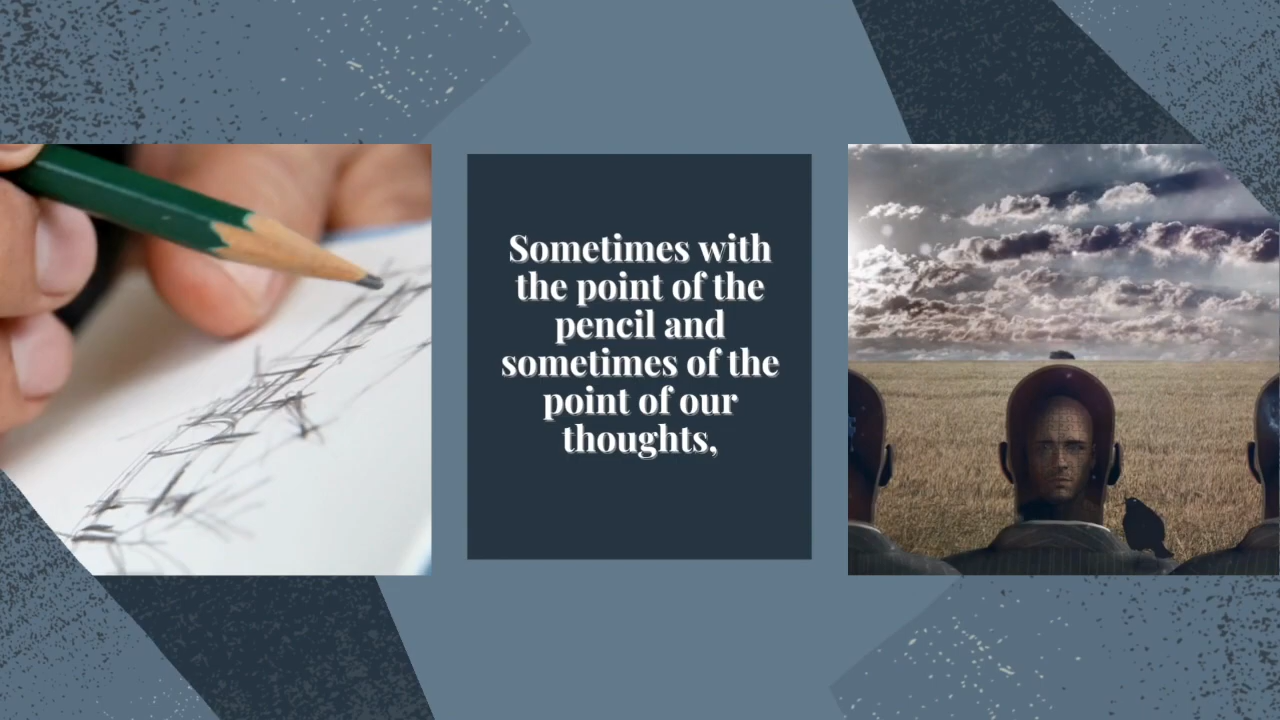 Sometimes with
the point of the
pencil and
sometimes of the
point of our
thoughts,